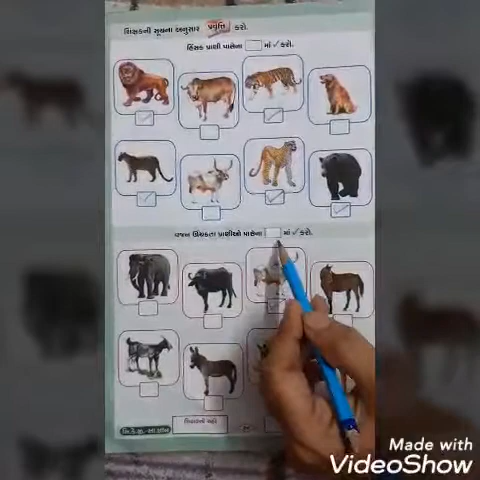 શિક્ષકની સૂચના અનુસાર પ્રવૃત્તિ કરો.
હિંસક પ્રાણી પાસેના માં ✓ કરો.
વજન ઊંચકતા પ્રાણીઓ પાસેના માં ✓ કરો.
Made with
VideoShow